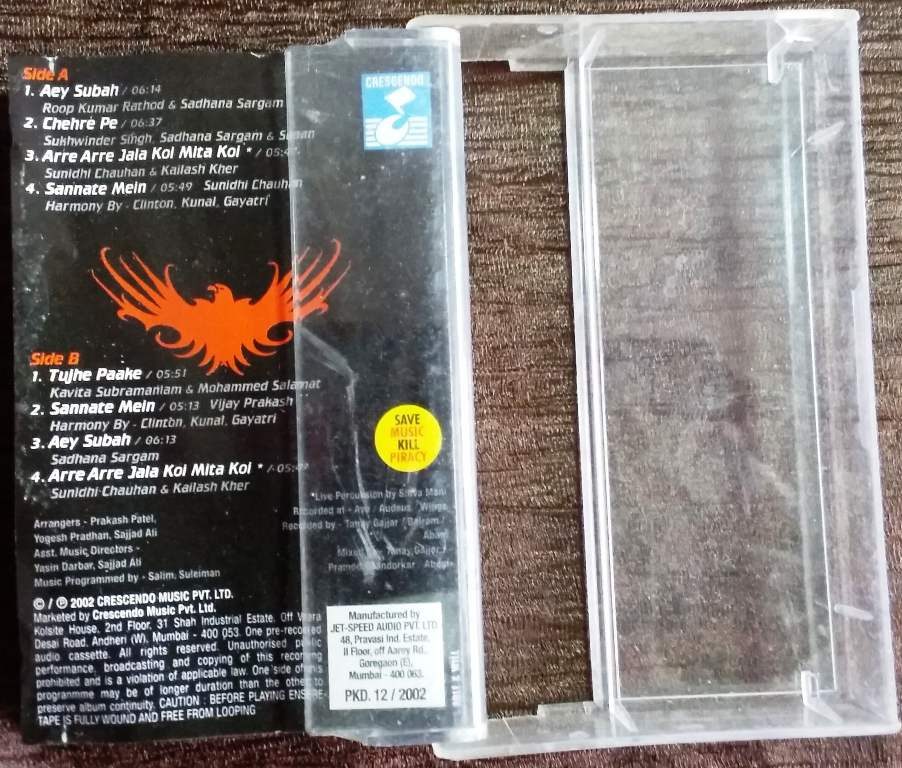 Side A
1. Aey Subah / 06:14
Roop Kumar Rathod & Sadhana Sargam
2. Chehre Pe / 06:37
Sukhwinder Singh, Sadhana Sargam &
3. Arre Arre Jala Koi Mita Koi * /
Sunidhi Chauhan & Kailash Kher
4. Sannate Mein / 05:49 Sunidhi Chauhan
Harmony By - Clinton, Kunal, Gayatri
Side B
1. Tujhe Paake / 05:51
Kavita Subramaniam & Mohammed Salamat
2. Sannate Mein / 05:13 Vijay Prakash
Harmony By - Clinton, Kunal, Gayatri
3. Aey Subah / 06:13
Sadhana Sargam
4. Arre Arre Jala Koi Mita Koi * /
Sunidhi Chauhan & Kailash Kher
*Live Percussion by Mani
Recorded at -
Recorded by - Gajjar /
Arrangers - Prakash Patel,
Yogesh Pradhan, Sajjad Ali
Asst. Music Directors -
Yasin Darbar, Sajjad Ali
Music Programmed by - Salim, Suleiman
© / ℗ 2002 CRESCENDO MUSIC PVT. LTD.
Marketed by Crescendo Music Pvt. Ltd.
Kolsite House, 2nd Floor, 31 Shah Industrial Estate, Off Veera
Desai Road, Andheri (W), Mumbai - 400 053. One pre-recorded
audio cassette. All rights reserved. Unauthorised public
performance, broadcasting and copying of this recording
prohibited and is a violation of applicable law. One side of this
programnme may be of longer duration than the other to
preserve album continuity. CAUTION : BEFORE PLAYING ENSURE
TAPE IS FULLY WOUND AND FREE FROM LOOPING
CRESCENDO
SAVE
MUSIC
KILL
PIRACY
Manufactured by
JET-SPEED AUDIO PVT. LTD.
48, Pravasi Ind. Estate,
II Floor, off Aarey Rd.,
Goregaon (E),
Mumbai - 400 063.
PKD. 12 / 2002